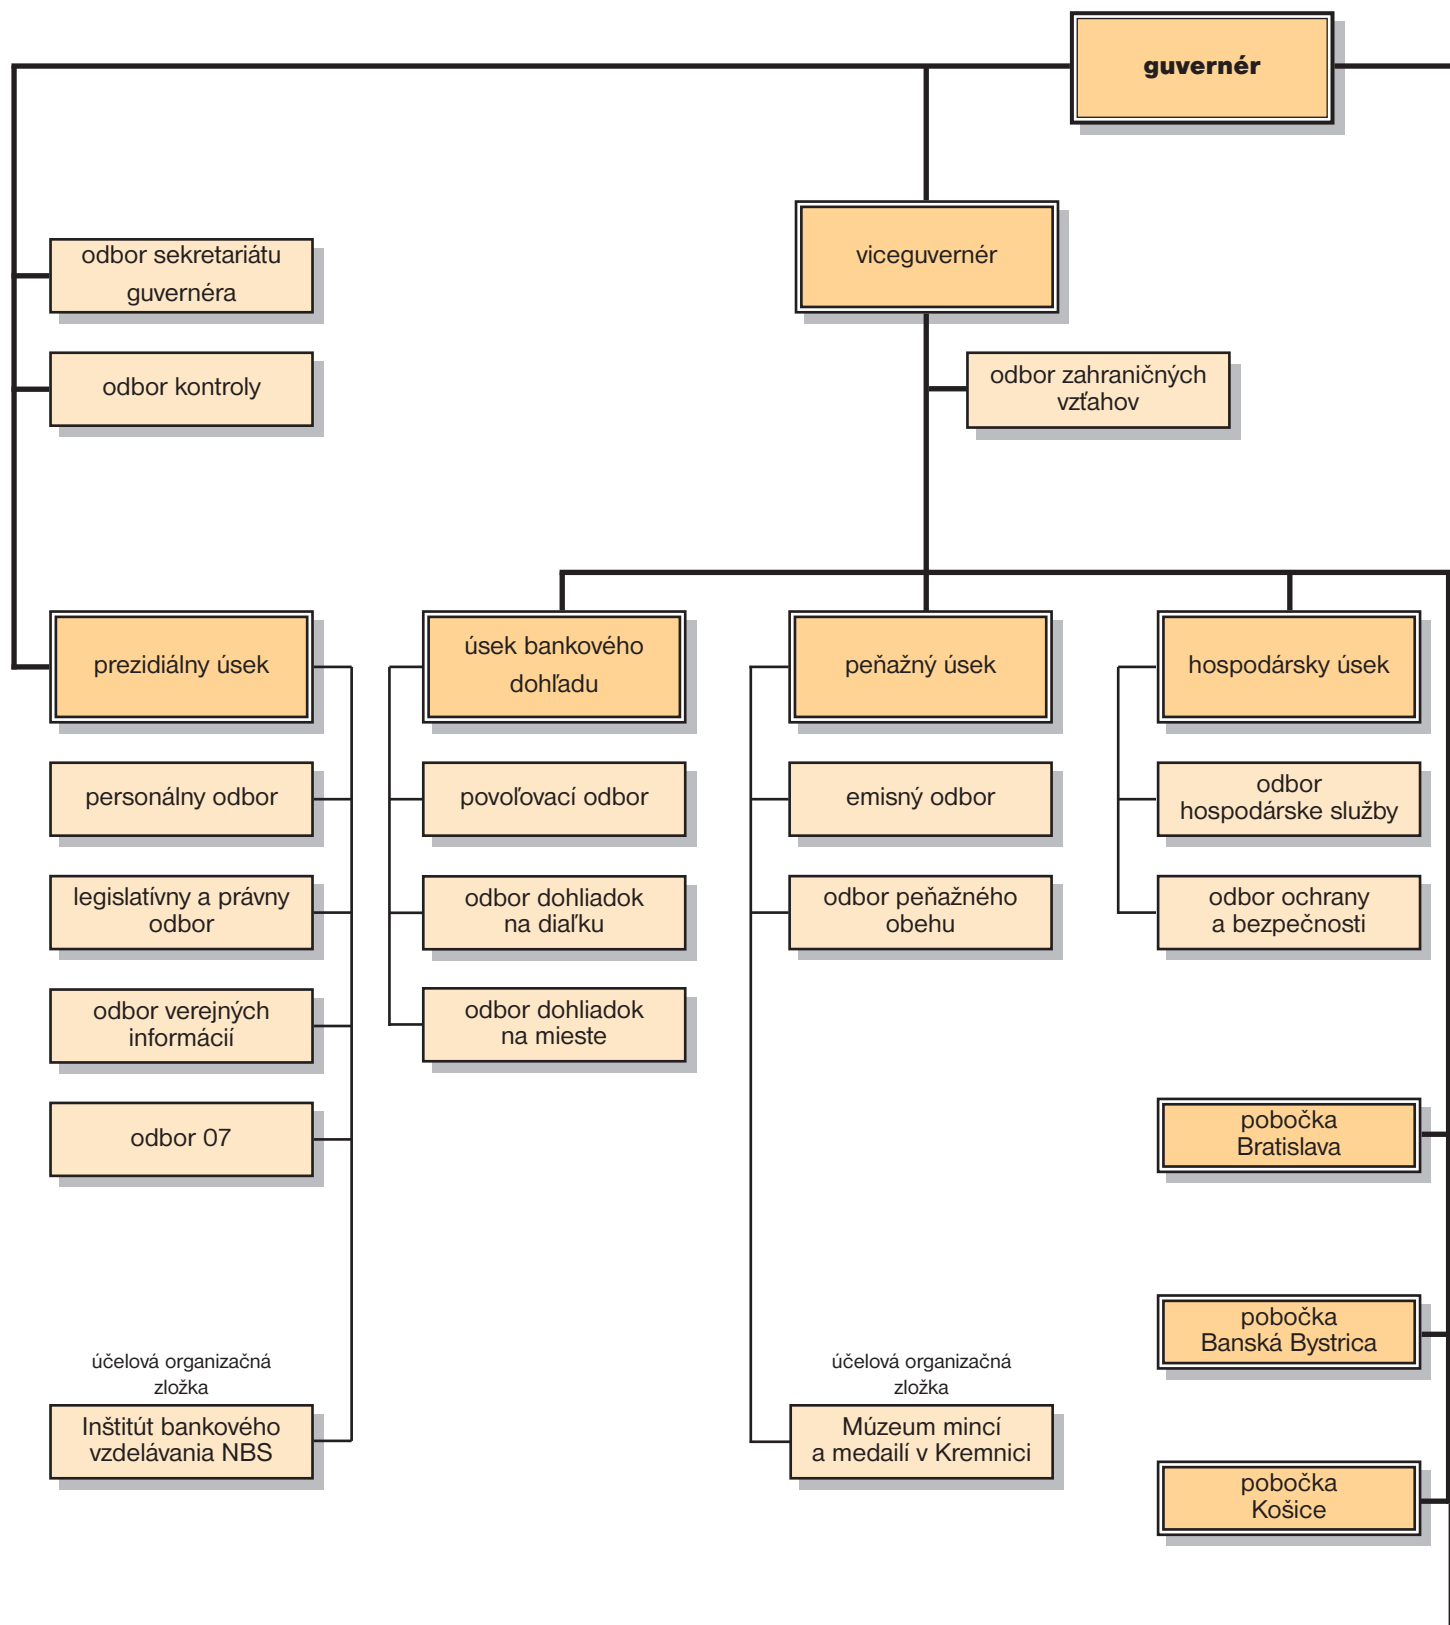 guvernér
viceguvernér
odbor sekretariátu
guvernéra
odbor kontroly
odbor zahraničných
vzťahov
prezidiálny úsek
personálny odbor
legislatívny a právny
odbor
odbor verejných
informácií
odbor 07
účelová organizačná
zložka
Inštitút bankového
vzdelávania NBS
úsek bankového
dohľadu
povoľovací odbor
odbor dohliadok
na diaľku
odbor dohliadok
na mieste
peňažný úsek
emisný odbor
odbor peňažného
obehu
účelová organizačná
zložka
Múzeum mincí
a medailí v Kremnici
hospodársky úsek
odbor
hospodárske služby
odbor ochrany
a bezpečnosti
pobočka
Bratislava
pobočka
Banská Bystrica
pobočka
Košice